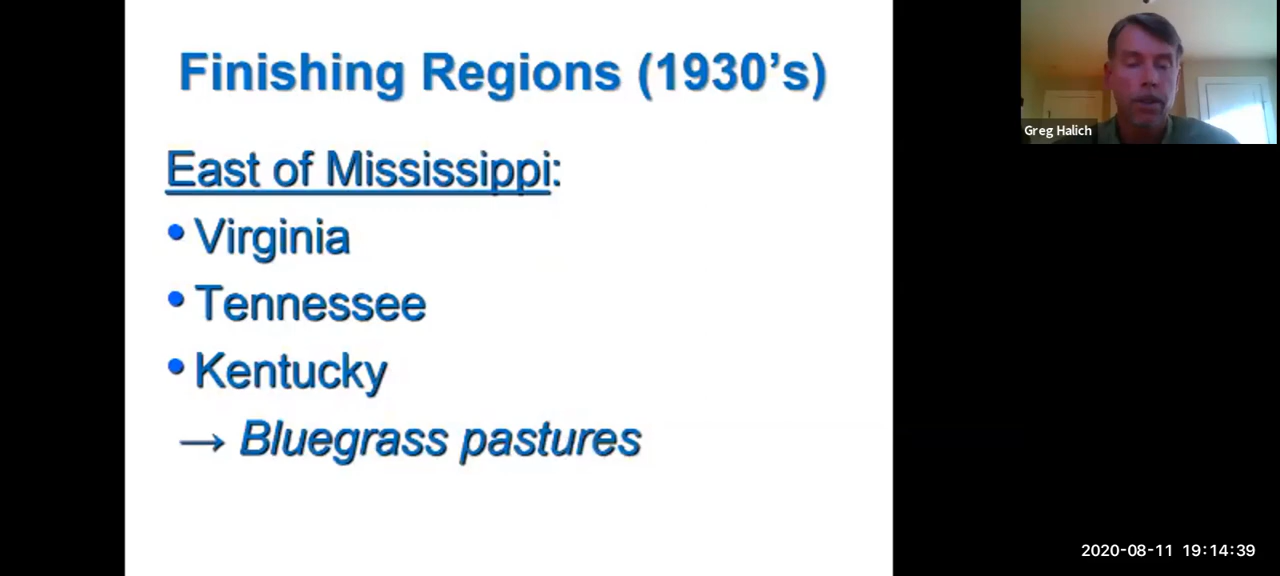 Finishing Regions (1930's)
East of Mississippi:
• Virginia
• Tennessee
• Kentucky
→ Bluegrass pastures
Greg Halich
2020-08-11 19:14:39